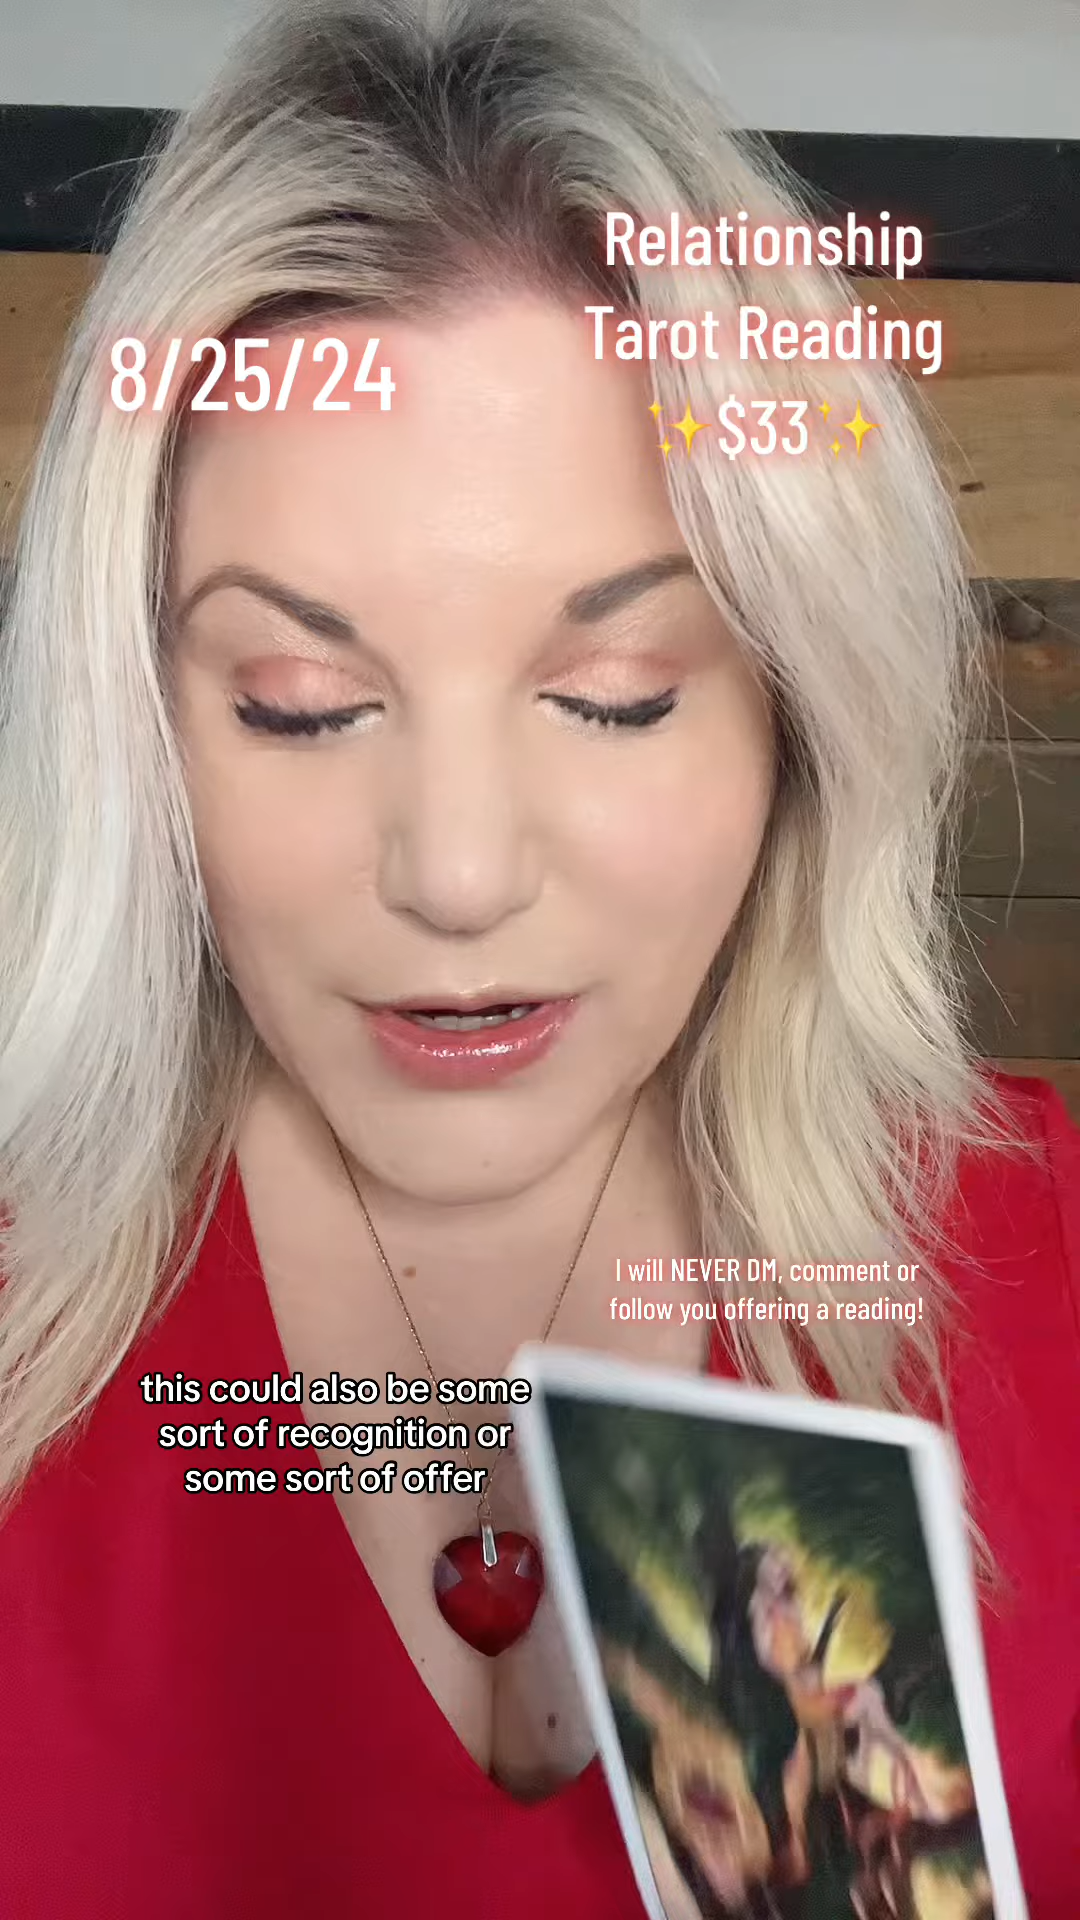 Relationship
Tarot Reading
✨$33✨
8/25/24
I will NEVER DM, comment or
follow you offering a reading!
this could also be some
sort of recognition or
some sort of offer